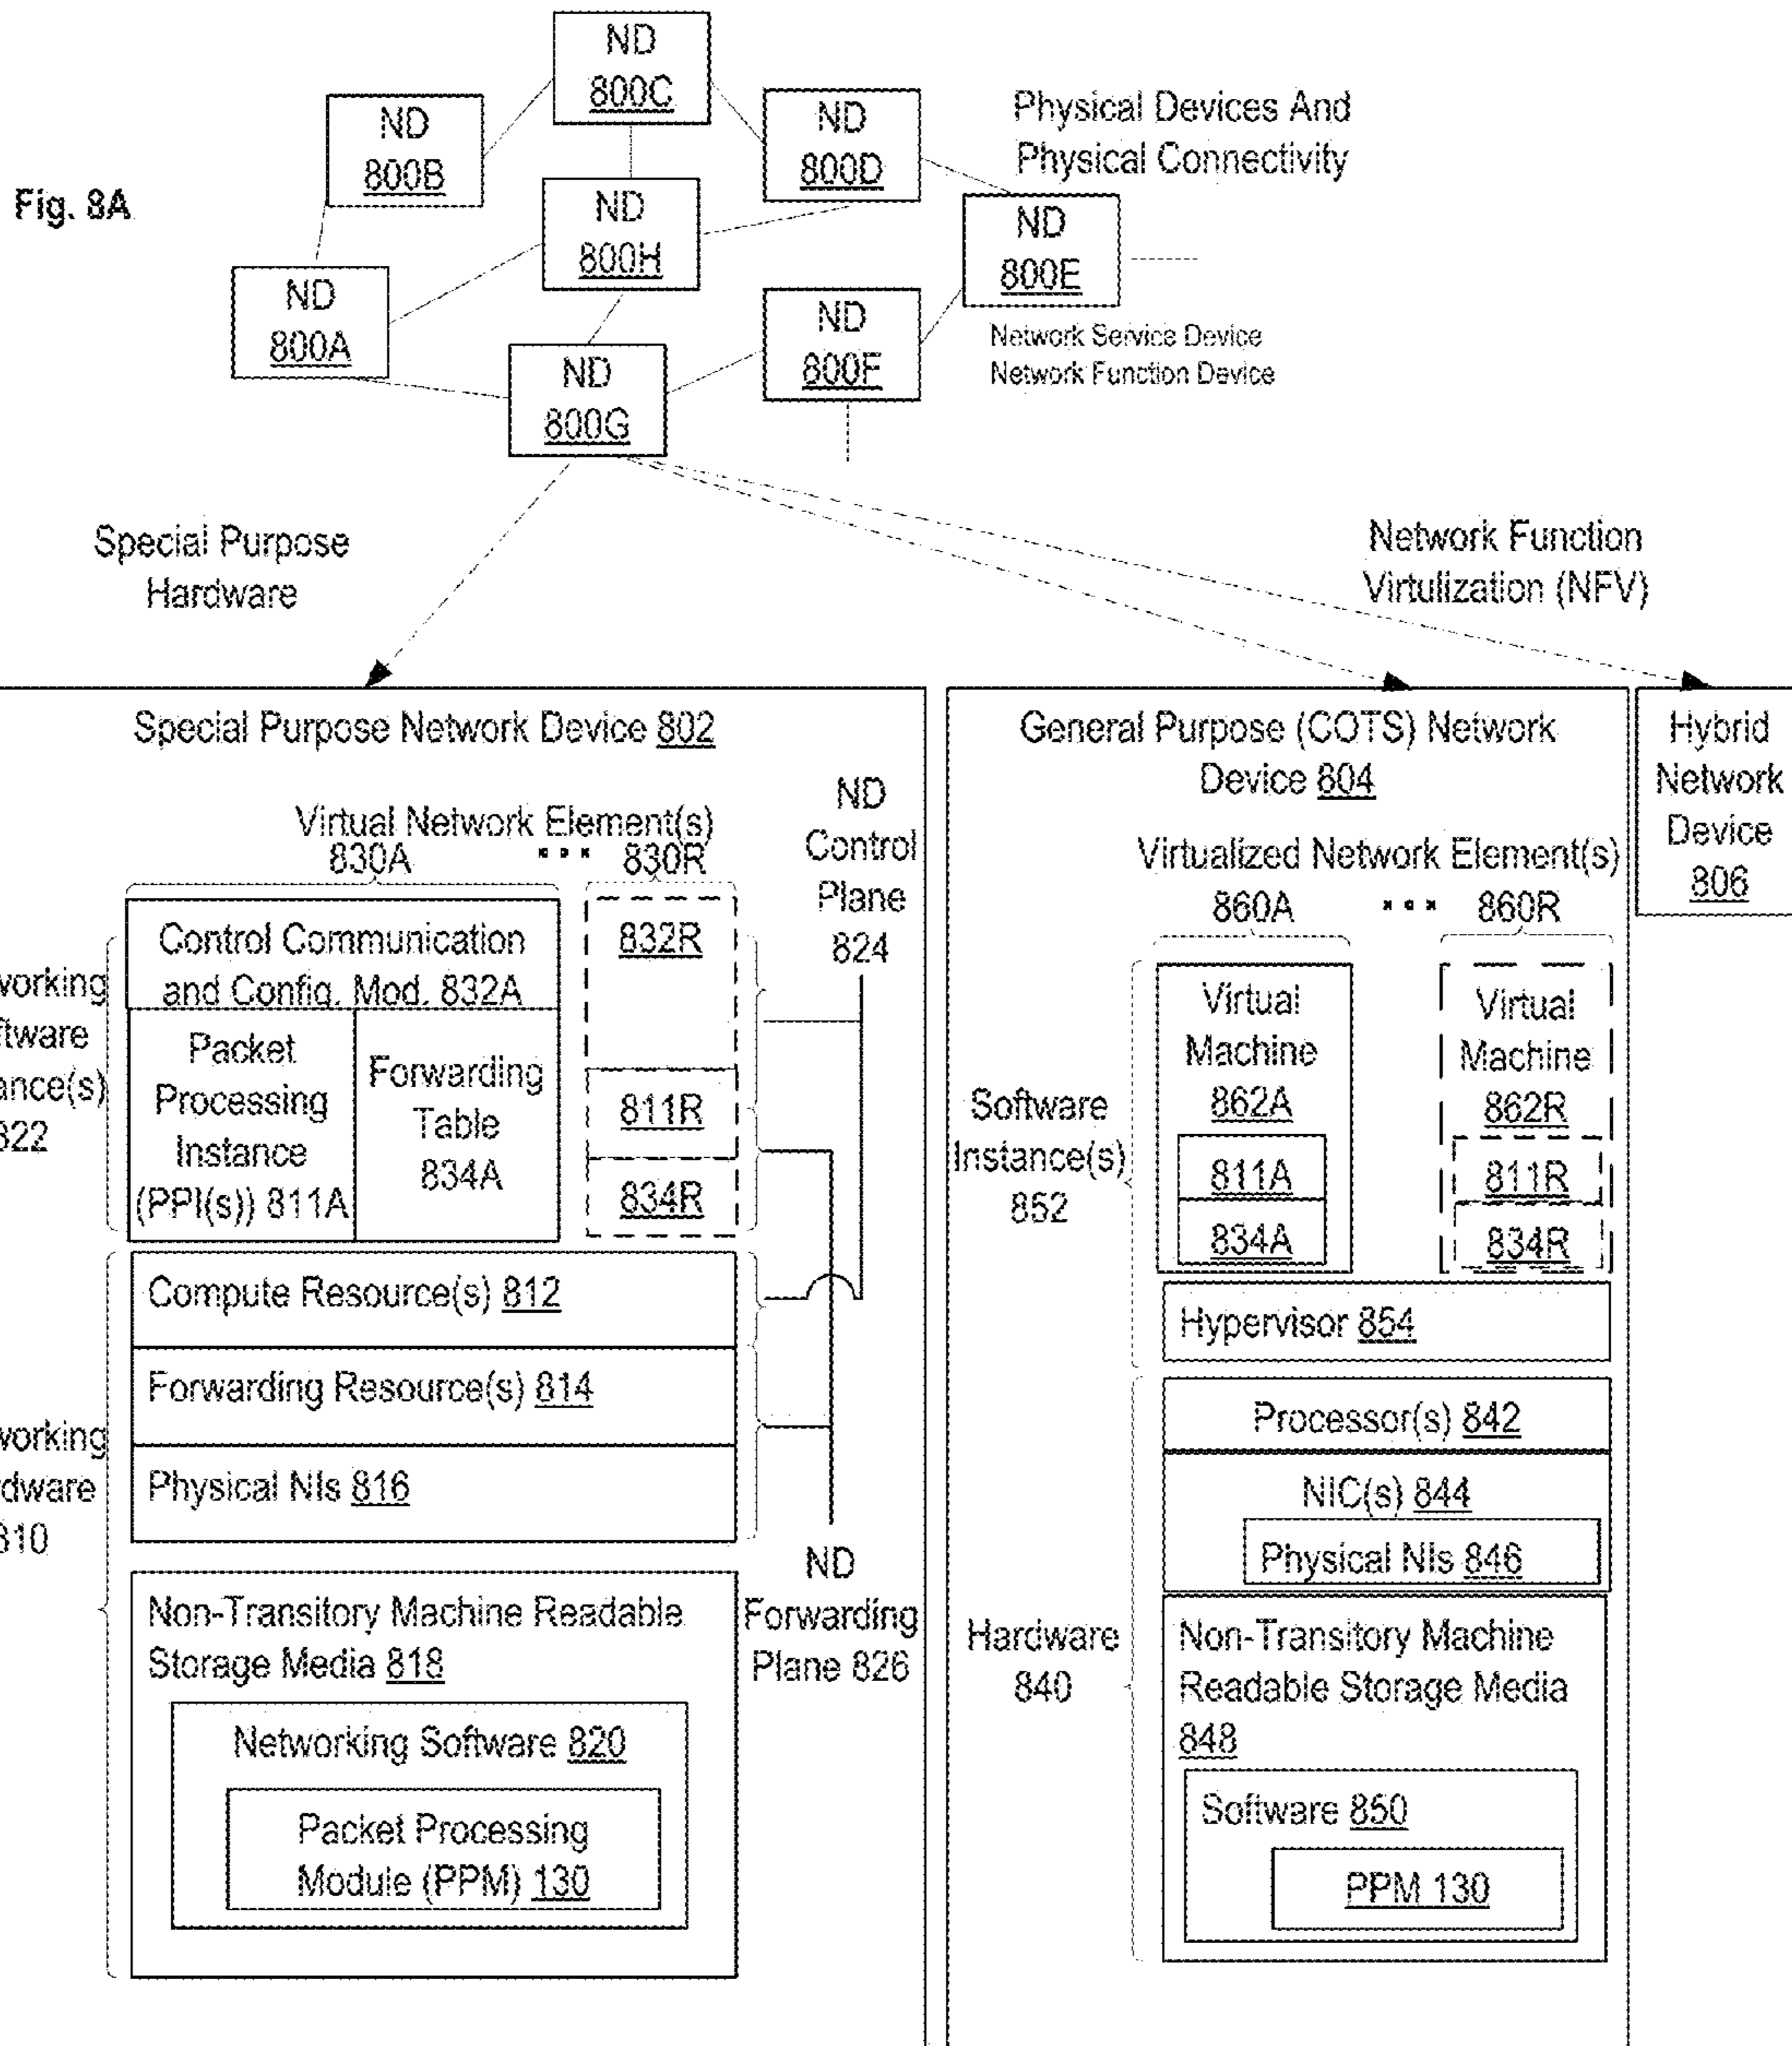 Fig. 8A
ND
800C
ND
800B
ND
800D
Physical Devices And
Physical Connectivity
ND
800H
ND
800E
ND
800A
ND
800F
Network Service Device
Network Function Device
ND
800G
Special Purpose
Hardware
Network Function
Virtulization (NFV)
Special Purpose Network Device 802
ND
Control
Plane
824
Virtual Network Element(s)
830A ... 830R
Control Communication
and Config. Mod. 832A
832R
working
ftware
ance(s)
822
Packet
Processing
Instance
(PPI(s)) 811A
Forwarding
Table
834A
811R
834R
Compute Resource(s) 812
Forwarding Resource(s) 814
Physical NIs 816
working
rdware
810
ND
Forwarding
Plane 826
Non-Transitory Machine Readable
Storage Media 818
Networking Software 820
Packet Processing
Module (PPM) 130
General Purpose (COTS) Network
Device 804
Virtualized Network Element(s)
860A ... 860R
Software
Instance(s)
852
Virtual
Machine
862A
811A
834A
Virtual
Machine
862R
811R
834R
Hypervisor 854
Hardware
840
Processor(s) 842
NIC(s) 844
Physical NIs 846
Non-Transitory Machine
Readable Storage Media
848
Software 850
PPM 130
Hybrid
Network
Device
806